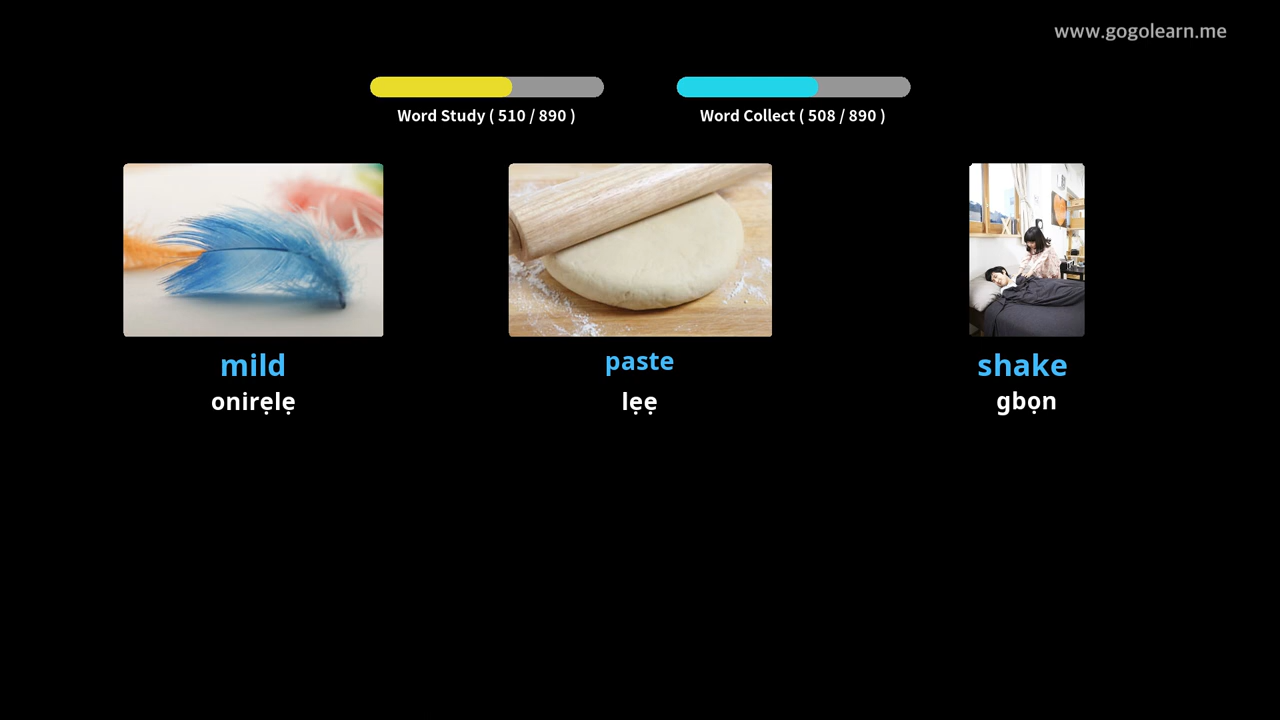 www.gogolearn.me
Word Study ( 510 / 890 )
Word Collect ( 508 / 890 )
mild
onirẹlẹ
paste
lẹẹ
shake
gbọn